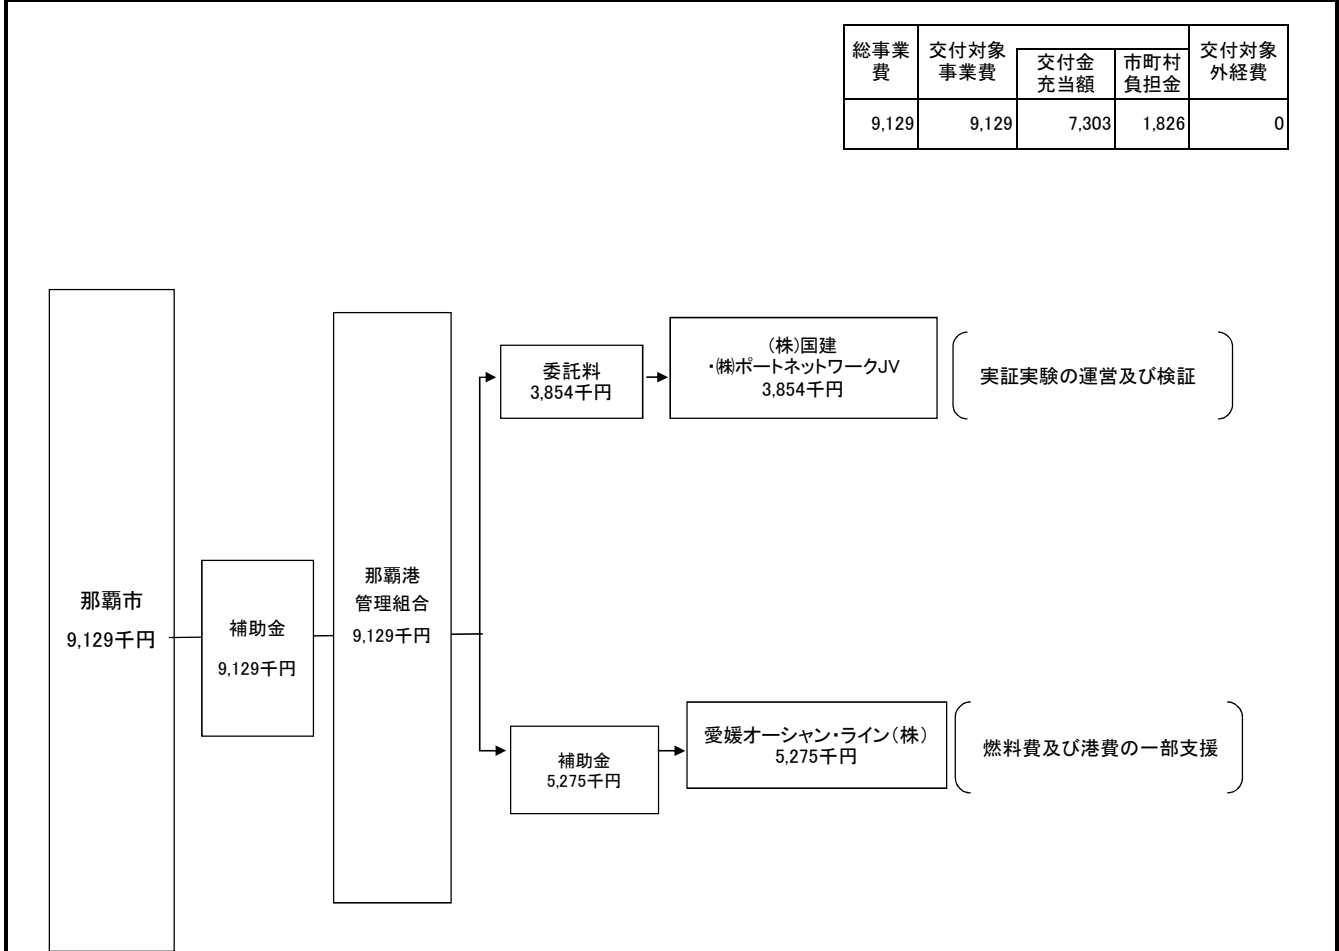 総事業
費
交付対象
事業費
交付金
充当額
市町村
負担金
交付対象
外経費
9,129
9,129
7,303
1,826
0
那覇市
9,129千円
補助金
9,129千円
那覇港
管理組合
9,129千円
委託料
3,854千円
(株)国建
・㈱ポートネットワークJV
3,854千円
実証実験の運営及び検証
補助金
5,275千円
愛媛オーシャン・ライン(株)
5,275千円
燃料費及び港費の一部支援